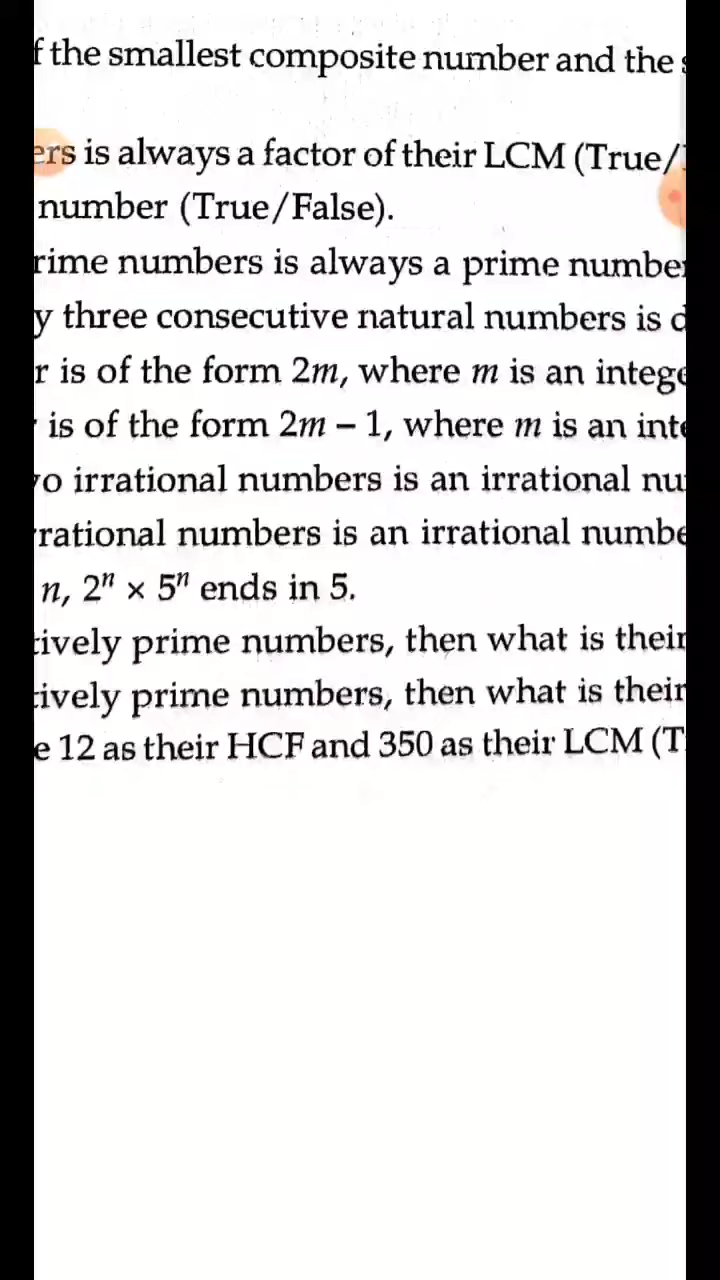 f the smallest composite number and the
ers is always a factor of their LCM (True/
number (True/False).
rime numbers is always a prime number
y three consecutive natural numbers is d
r is of the form 2m, where m is an intege
is of the form 2m – 1, where m is an inte
o irrational numbers is an irrational nu
rational numbers is an irrational numbe
n, 2ⁿ × 5ⁿ ends in 5.
tively prime numbers, then what is their
tively prime numbers, then what is their
e 12 as their HCF and 350 as their LCM (T